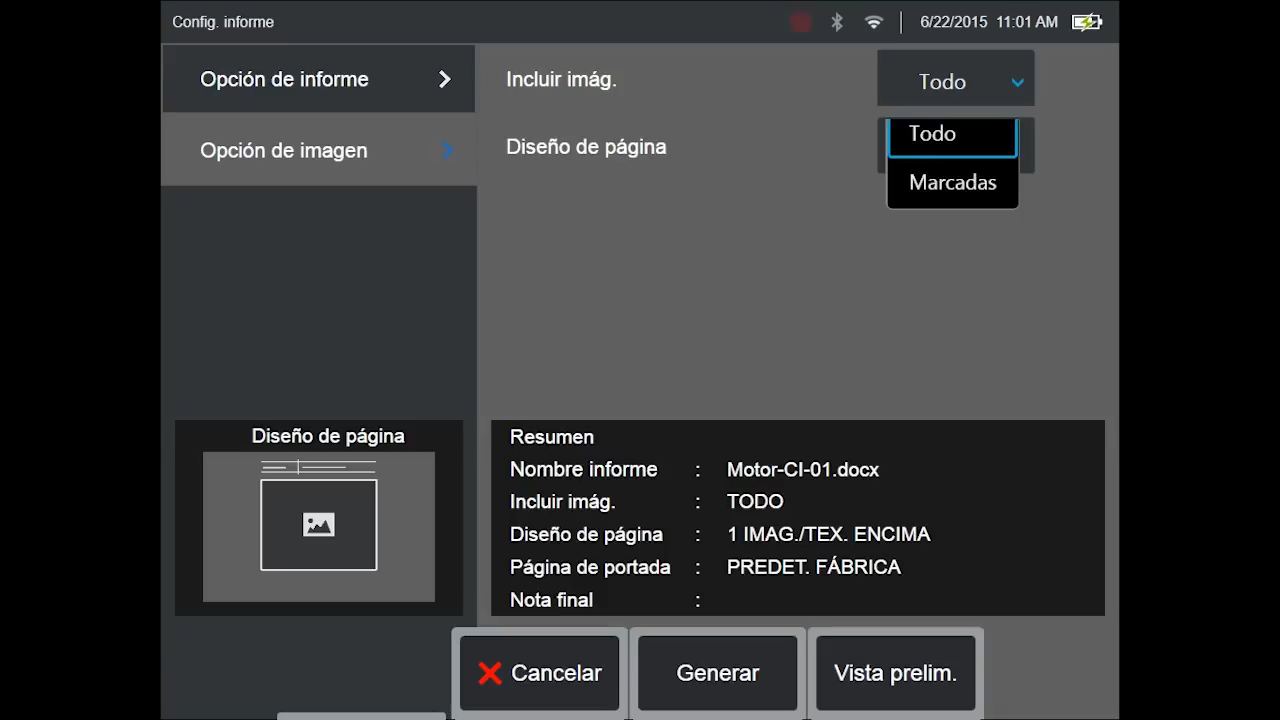 Config. informe
6/22/2015 11:01 AM
Opción de informe
Opción de imagen
Incluir imág.
Todo
Diseño de página
Todo
Marcadas
Diseño de página
Resumen
Nombre informe : Motor-CI-01.docx
Incluir imág. : TODO
Diseño de página : 1 IMAG./TEX. ENCIMA
Página de portada : PREDET. FÁBRICA
Nota final :
Cancelar
Generar
Vista prelim.